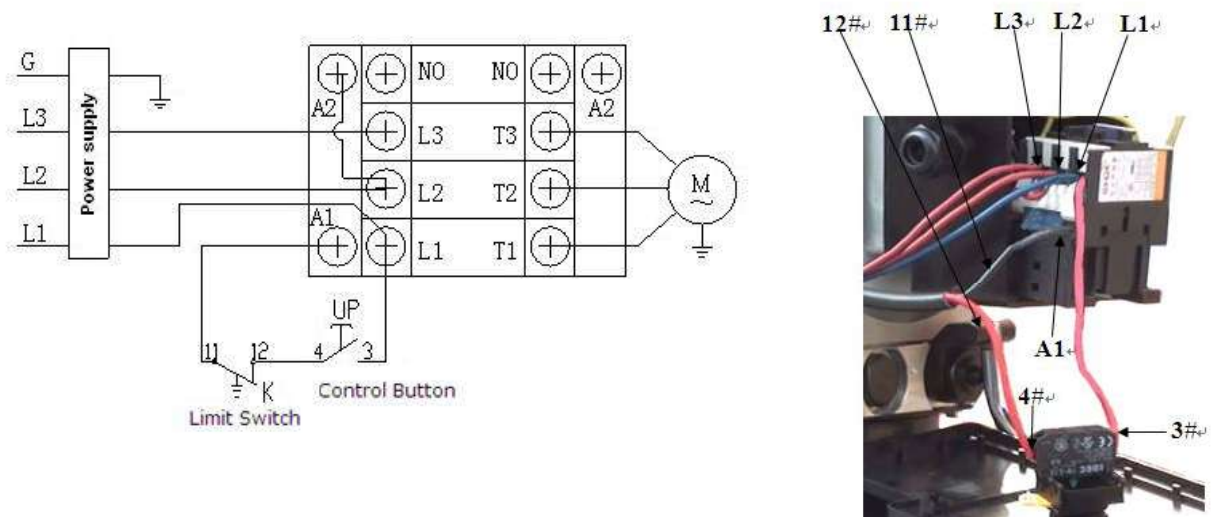 G
L3
L2
L1
Power supply
A2
NO NO
A2
L3 T3
L2 T2
A1
L1 T1
M
~
UP
11 12 4 3
K
Limit Switch
Control Button
12# 11# L3 L2 L1
A1
4#
3#